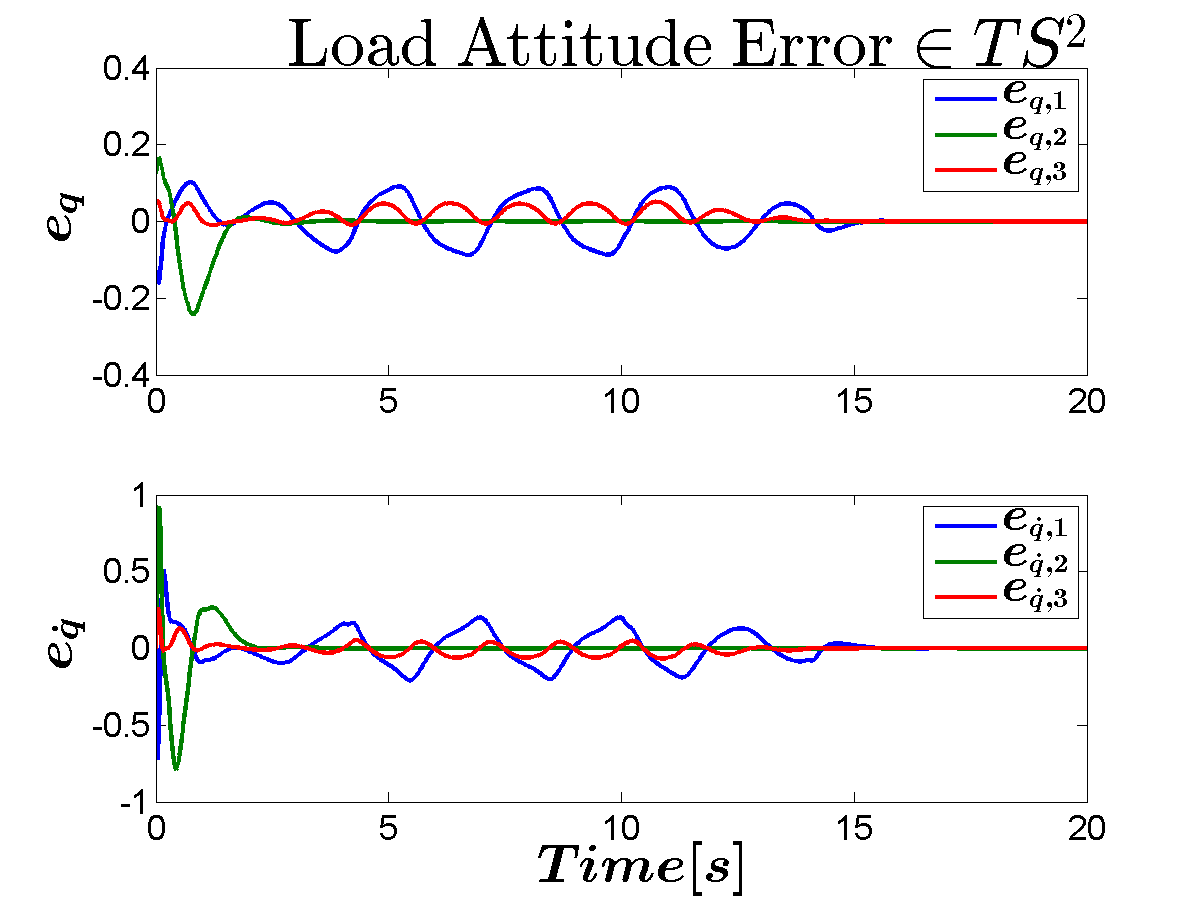 Load Attitude Error ∈ TS²
0.4
0.2
0
-0.2
-0.4
e_q
e_{q,1}
e_{q,2}
e_{q,3}
0 5 10 15 20
1
0.5
0
-0.5
-1
e_{q̇}
e_{q̇,1}
e_{q̇,2}
e_{q̇,3}
0 5 10 15 20
Time[s]